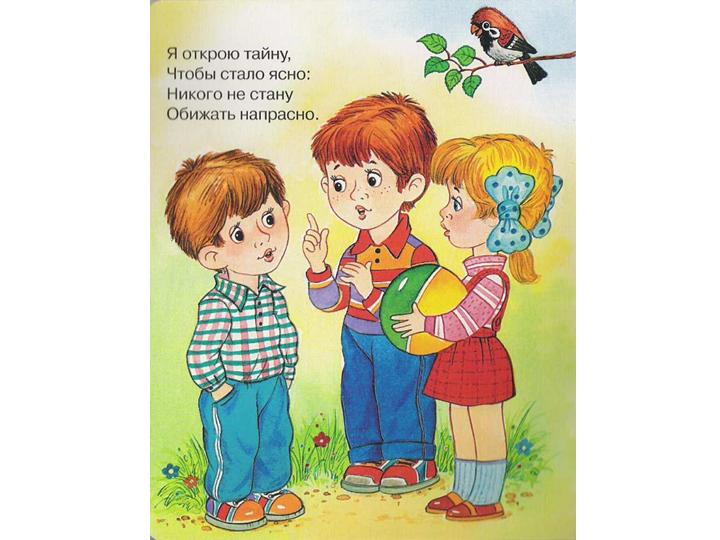 Я открою тайну,
Чтобы стало ясно:
Никого не стану
Обижать напрасно.